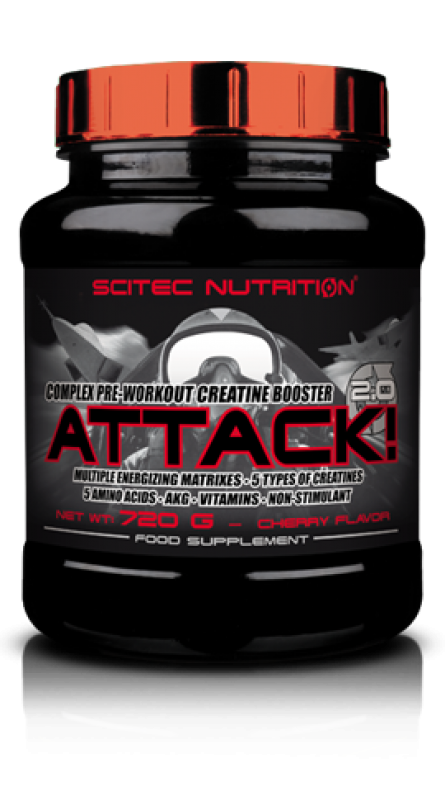 SCITEC NUTRITION®
COMPLEX PRE-WORKOUT CREATINE BOOSTER
2.0
ATTACK!
MULTIPLE ENERGIZING MATRIXES - 5 TYPES OF CREATINES
5 AMINO ACIDS - AKG - VITAMINS - NON-STIMULANT
NET WT: 720 G – CHERRY FLAVOR
FOOD SUPPLEMENT